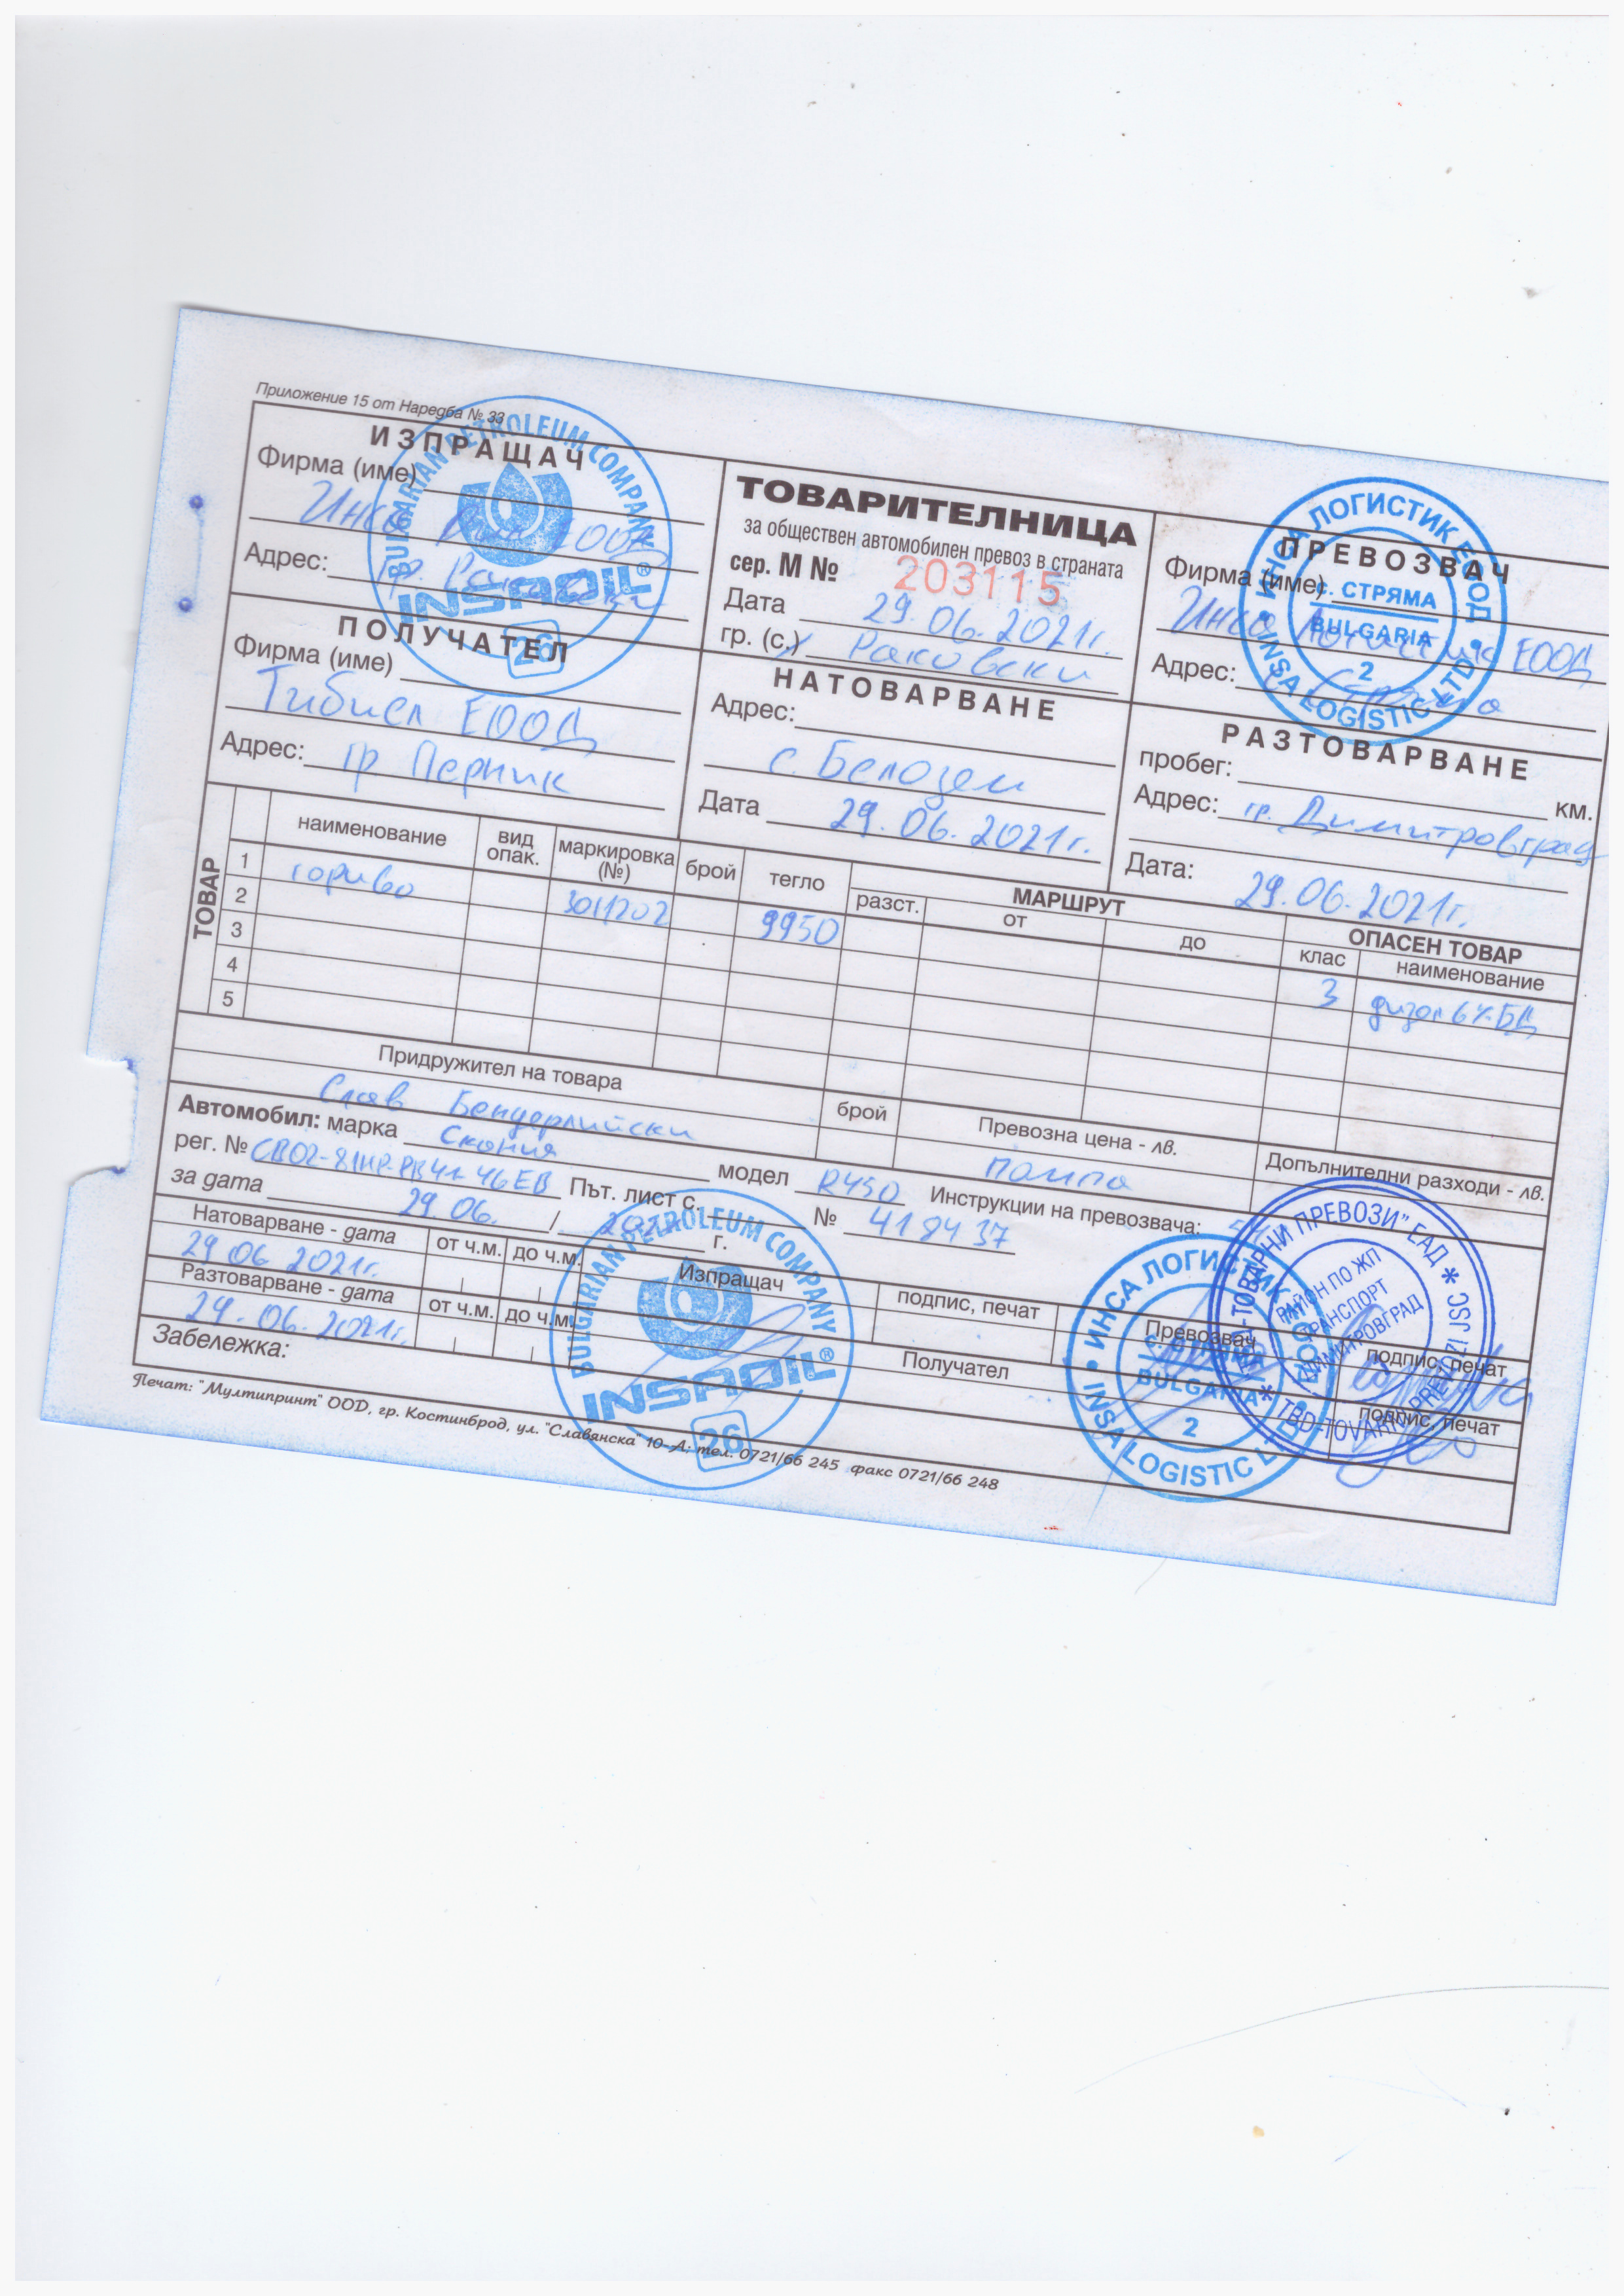 Приложение 15 от Наредба № 33
ИЗПРАЩА�ч
Фирма (име)
Инса ЕООД
Адрес:
гр. Раковски
BULGARIAN PETROLEUM COMPANY
INSAOIL®
26
ТОВАРИТЕЛНИЦА
за обществен автомобилен превоз в страната
сер. М № 203115
Дата 29.06.2021г.
гр. (с.) Раковски
ПРЕВОЗВАЧ
Фирма (име)
Инса Логистик ЕООД
Адрес: с. Стряма
ИНСА ЛОГИСТИК ЕООД
с. СТРЯМА
BULGARIA
2
INSA LOGISTIC LTD
ПОЛУЧАТЕЛ
Фирма (име)
Тибиел ЕООД
Адрес: гр Перник
НАТОВАРВАНЕ
Адрес:
с. Белозем
Дата 29.06.2021г.
РАЗТОВАРВАНЕ
пробег: км.
Адрес: гр. Димитровград
Дата: 29.06.2021г.
ТОВАР
наименование вид опак. маркировка (№) брой тегло
МАРШРУТ
разст. от до
ОПАСЕН ТОВАР
клас наименование
1 гориво 3011202 9950 3 дизел 6% БД
2
3
4
5
Придружител на товара
Слав Бендерлийски
брой
Превозна цена - лв.
Допълнителни разходи - лв.
помпа
Автомобил: марка Скания
модел R450
Инструкции на превозвача:
рег. №
Път. лист с. № 418437
за дата 29.06. / 2021 г.
Натоварване - дата от ч.м. до ч.м. Изпращач подпис, печат Превозвач подпис, печат
29 06 2021г.
Разтоварване - дата от ч.м. до ч.м. Получател подпис, печат
29.06.2021г.
Забележка:
BULGARIAN PETROLEUM COMPANY
INSAOIL®
26
ИНСА ЛОГИСТИК
BULGARIA
2
INSA LOGISTIC LTD
ТОВАРНИ ПРЕВОЗИ" ЕАД
РАЙОН ПО ЖП
ТРАНСПОРТ
ДИМИТРОВГРАД
TBD-TOVARNI PREVOZI JSC
Печат: "Мултипринт" ООД, гр. Костинброд, ул. "Славянска" 10-А; тел. 0721/66 245 факс 0721/66 248